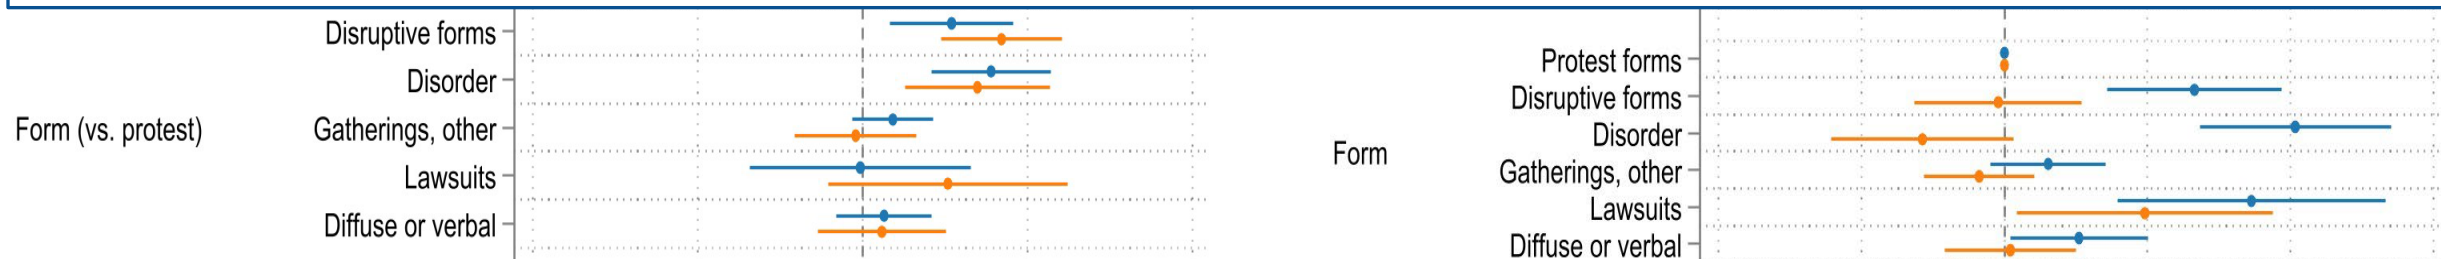 Disruptive forms
Disorder
Form (vs. protest)
Gatherings, other
Lawsuits
Diffuse or verbal
Protest forms
Disruptive forms
Disorder
Form
Gatherings, other
Lawsuits
Diffuse or verbal